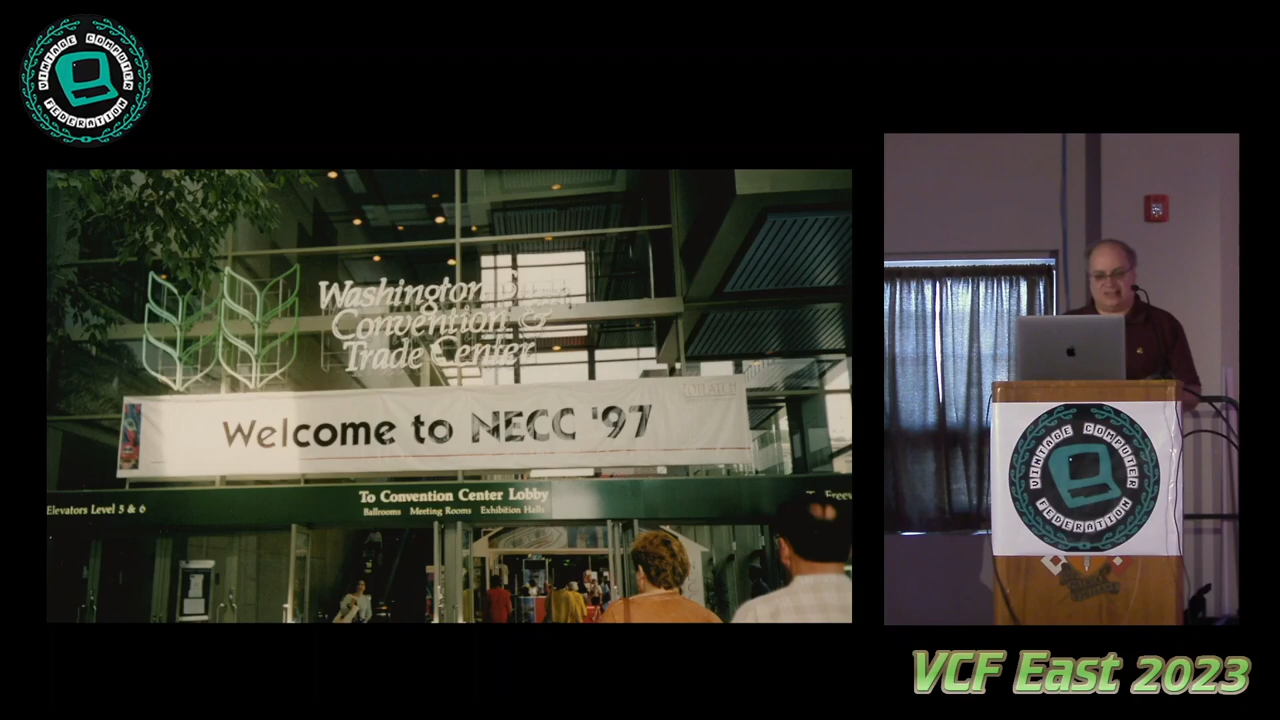 VINTAGE COMPUTER
FEDERATION
Washington
Convention &
Trade Center
Welcome to NECC '97
To Convention Center Lobby
Elevators Level 5 & 6
Ballrooms Meeting Rooms Exhibition Halls
VINTAGE COMPUTER
FEDERATION
VCF East 2023